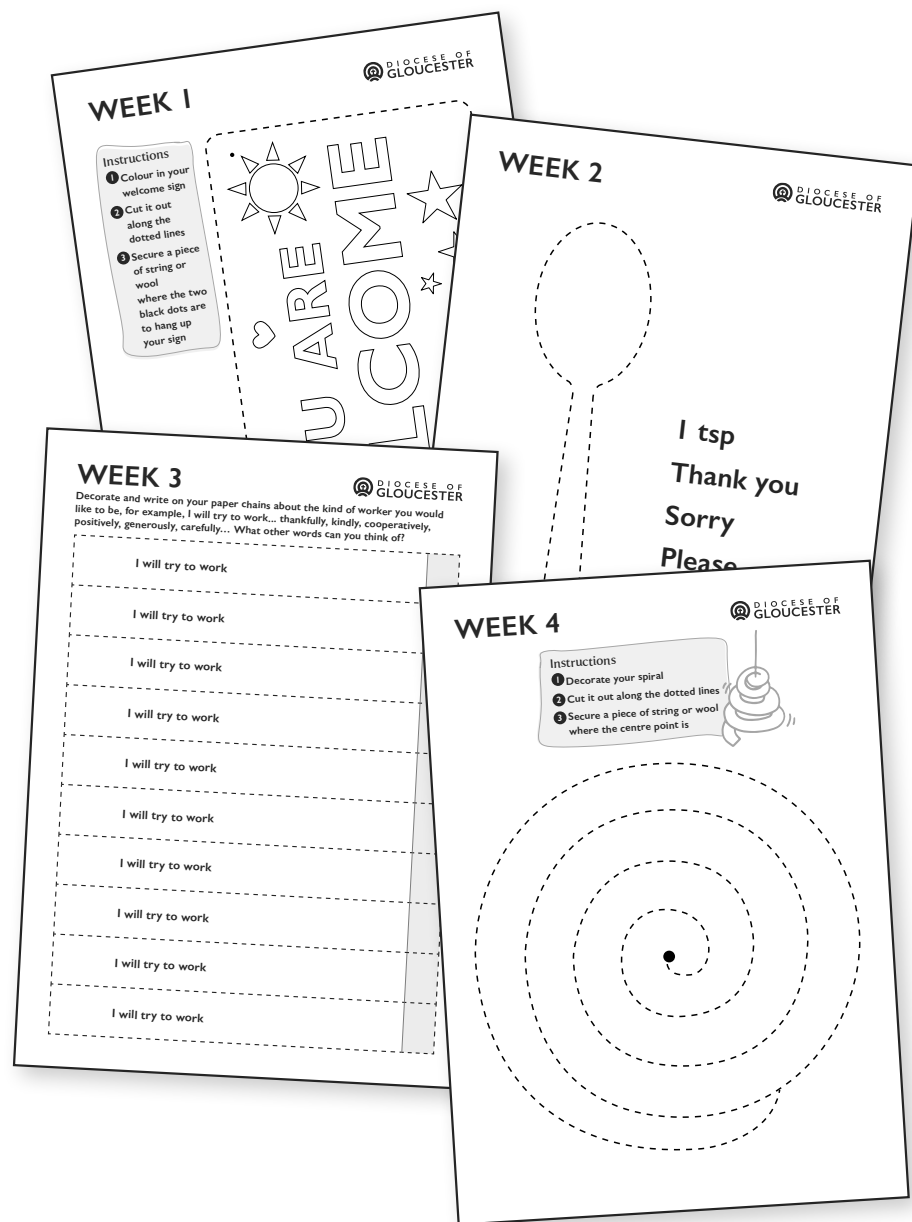 WEEK 1
DIOCESE OF
GLOUCESTER
Instructions
1 Colour in your
welcome sign
2 Cut it out
along the
dotted lines
3 Secure a piece
of string or
wool
where the two
black dots are
to hang up
your sign
U ARE
LCOME
WEEK 2
DIOCESE OF
GLOUCESTER
1 tsp
Thank you
Sorry
Please
WEEK 3
DIOCESE OF
GLOUCESTER
Decorate and write on your paper chains about the kind of worker you would
like to be, for example, I will try to work... thankfully, kindly, cooperatively,
positively, generously, carefully… What other words can you think of?
I will try to work
I will try to work
I will try to work
I will try to work
I will try to work
I will try to work
I will try to work
I will try to work
I will try to work
I will try to work
WEEK 4
DIOCESE OF
GLOUCESTER
Instructions
1 Decorate your spiral
2 Cut it out along the dotted lines
3 Secure a piece of string or wool
where the centre point is